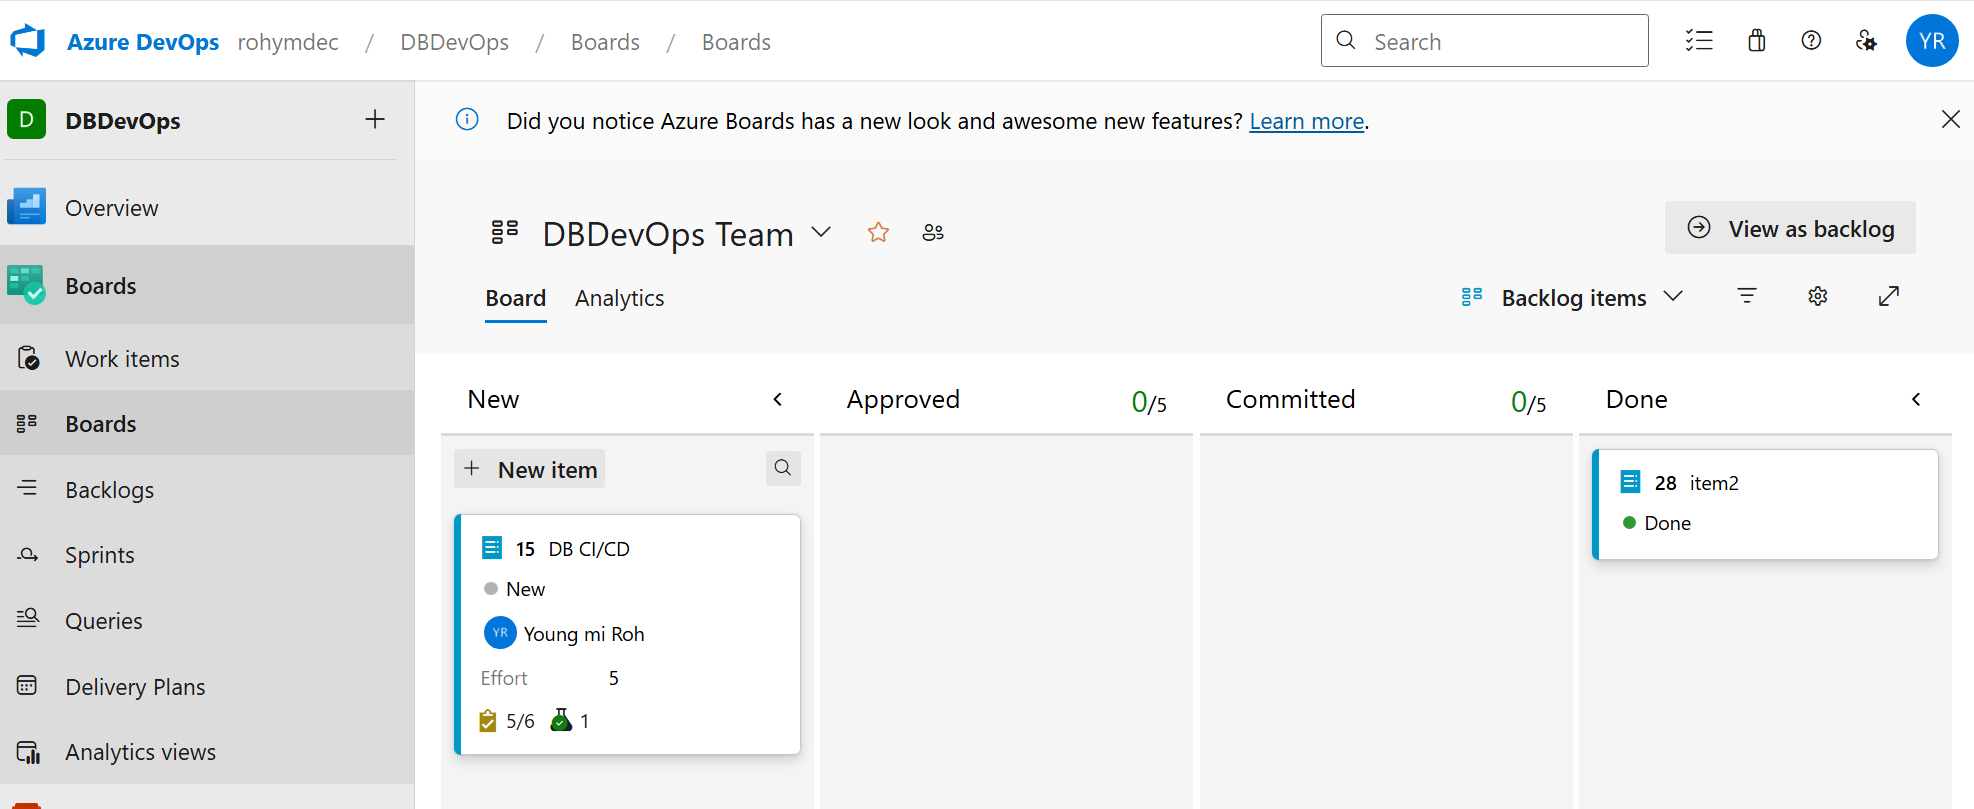 Azure DevOps rohymdec / DBDevOps / Boards / Boards
Search
YR
D DBDevOps
Did you notice Azure Boards has a new look and awesome new features? Learn more.
Overview
Boards
Work items
Boards
Backlogs
Sprints
Queries
Delivery Plans
Analytics views
DBDevOps Team
View as backlog
Board Analytics
Backlog items
New
Approved 0/5
Committed 0/5
Done
New item
15 DB CI/CD
New
YR Young mi Roh
Effort 5
5/6 1
28 item2
Done